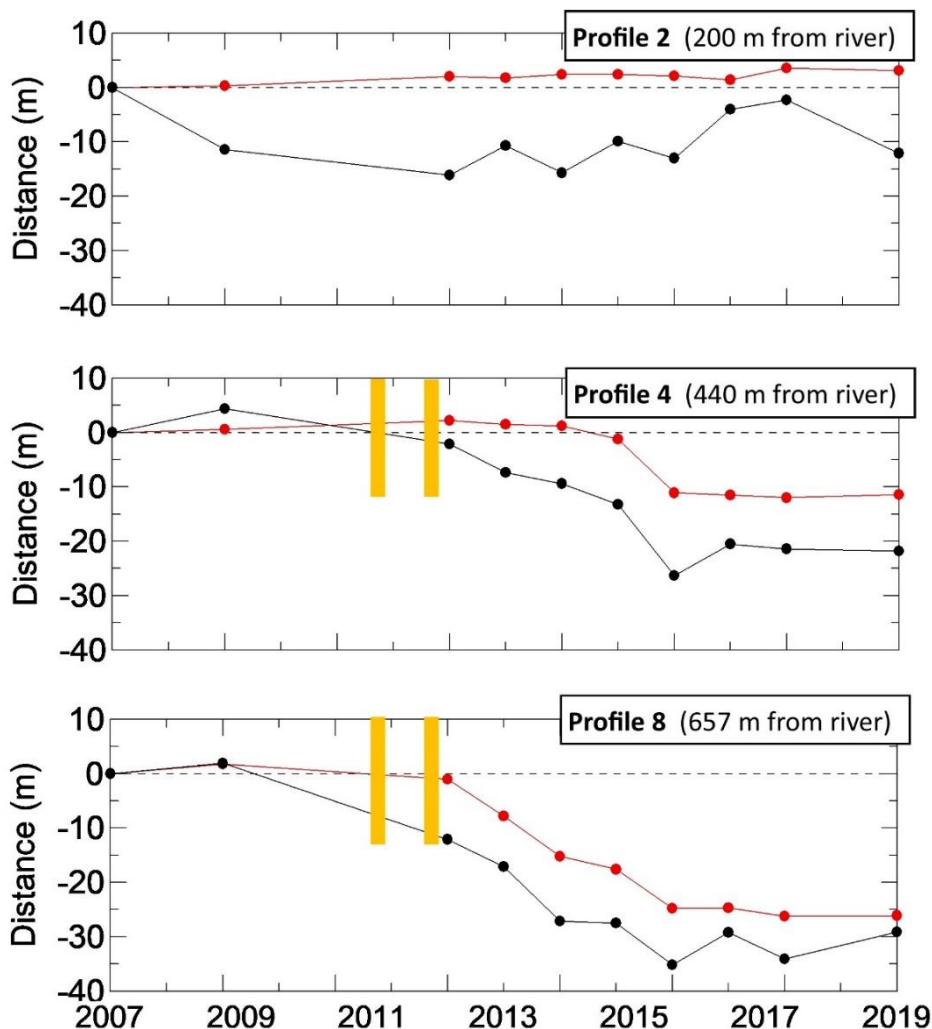 Profile 2 (200 m from river)
10
0
-10
-20
-30
-40
Distance (m)
Profile 4 (440 m from river)
10
0
-10
-20
-30
-40
Distance (m)
Profile 8 (657 m from river)
10
0
-10
-20
-30
-40
Distance (m)
2007 2009 2011 2013 2015 2017 2019